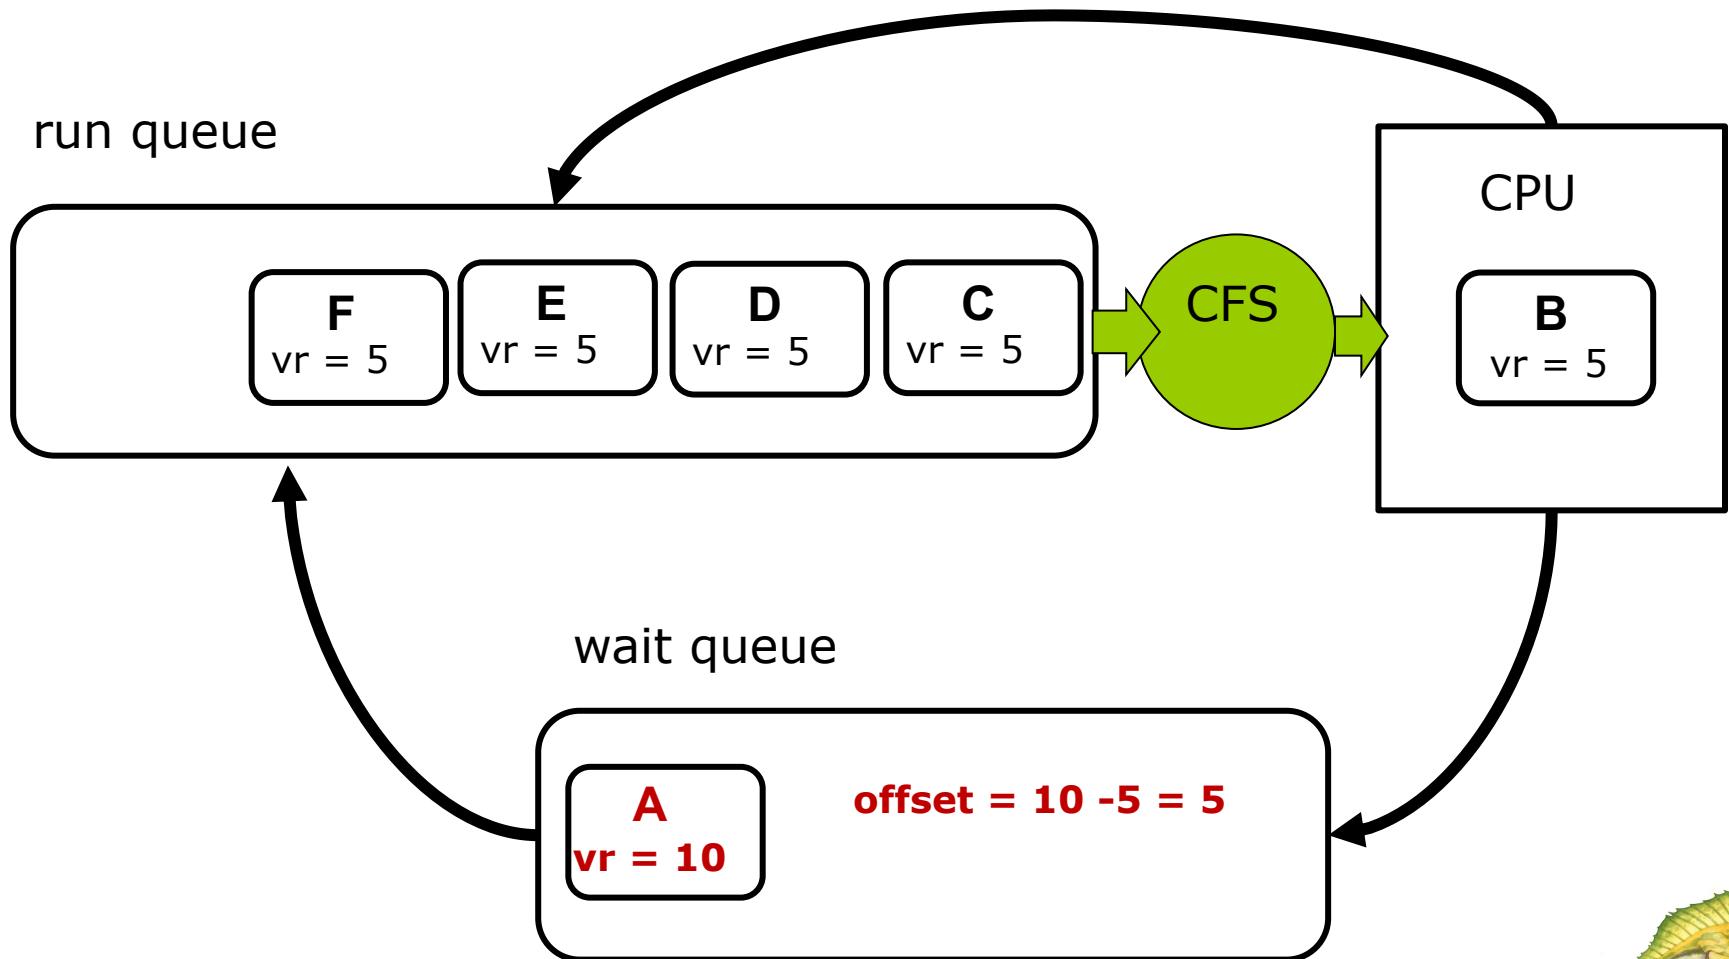 run queue
CPU
F
vr = 5
E
vr = 5
D
vr = 5
C
vr = 5
CFS
B
vr = 5
wait queue
A
vr = 10
offset = 10 -5 = 5